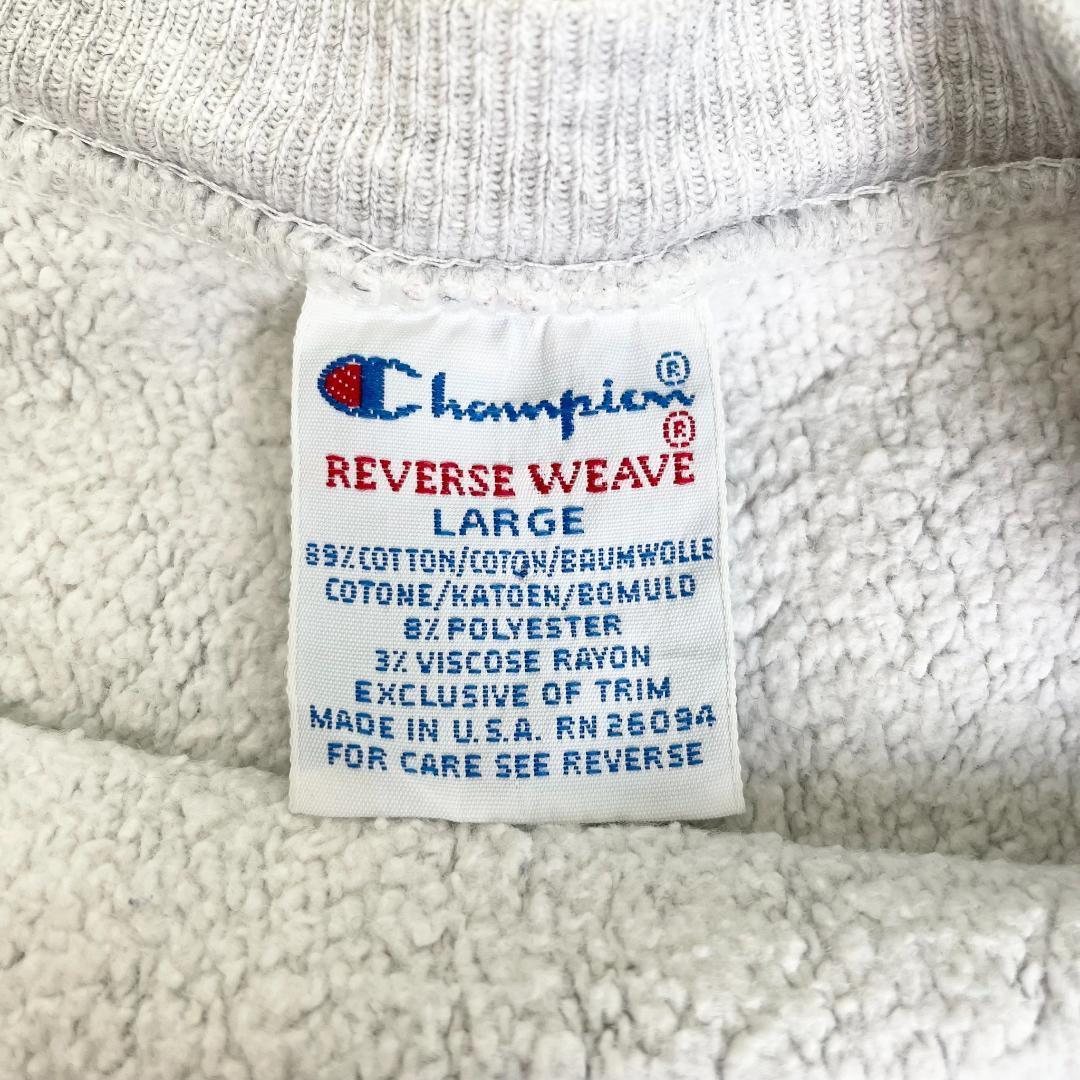 Champion®
REVERSE WEAVE®
LARGE
89% COTTON/COTON/BAUMWOLLE
COTONE/KATOEN/BOMULD
8% POLYESTER
3% VISCOSE RAYON
EXCLUSIVE OF TRIM
MADE IN U.S.A. RN 26094
FOR CARE SEE REVERSE